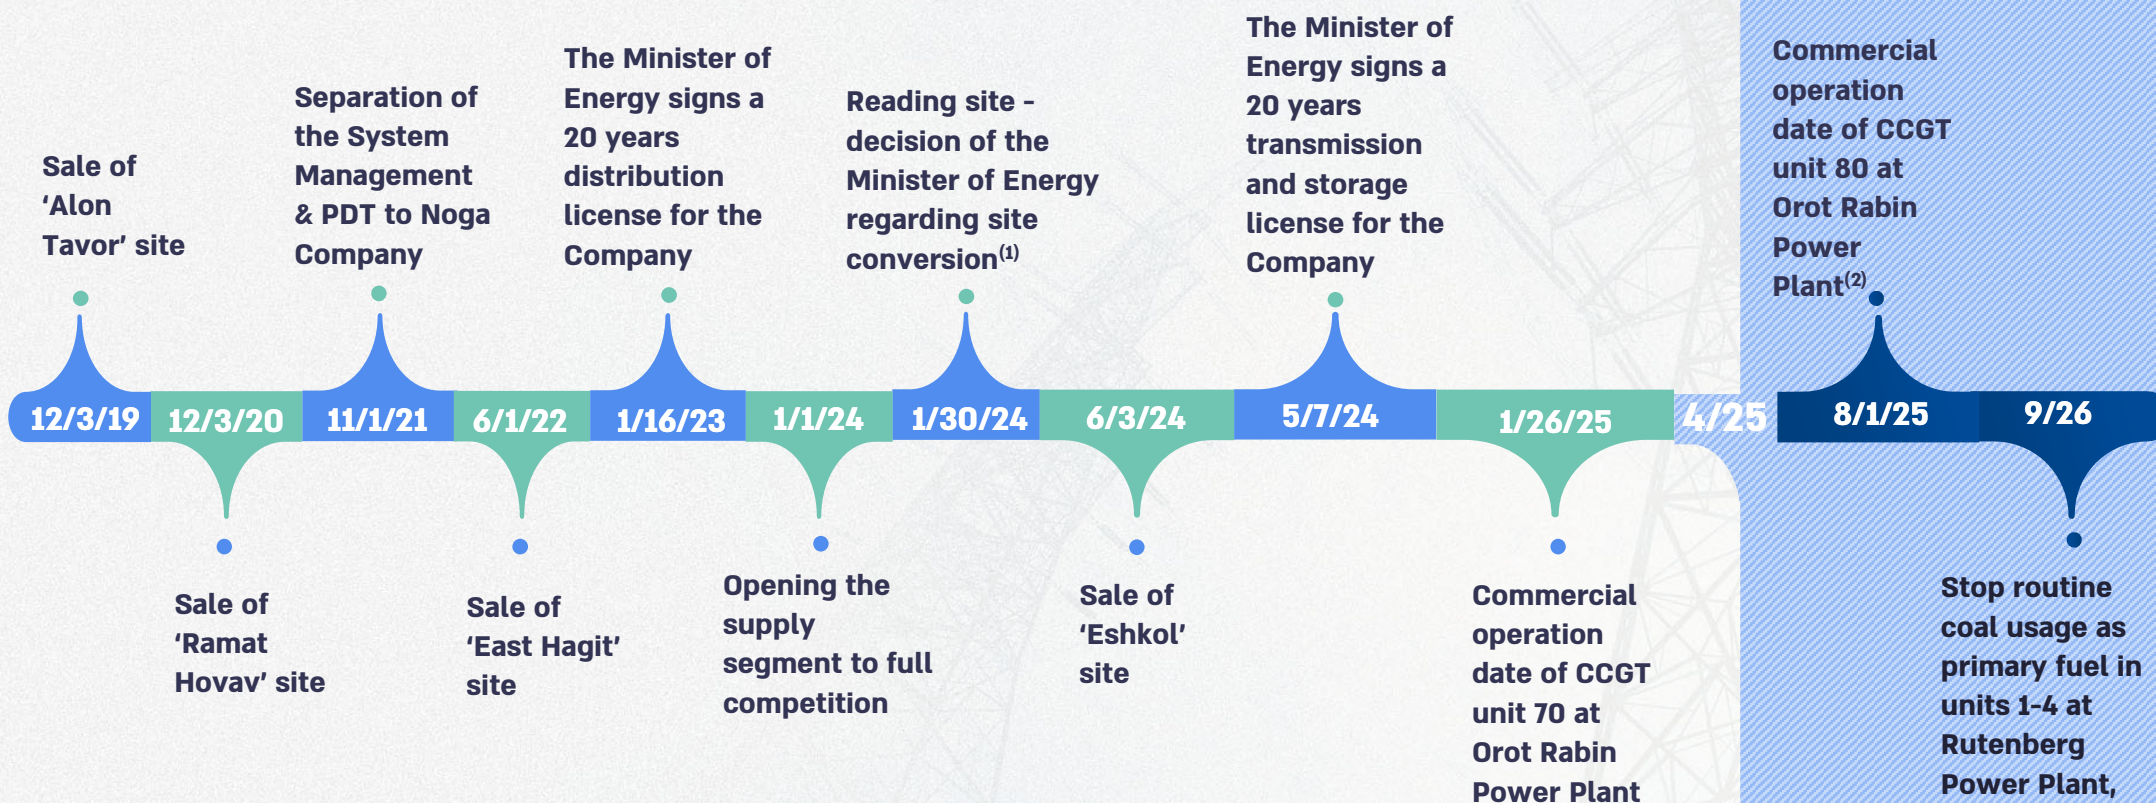 Sale of
‘Alon
Tavor’ site
Separation of
the System
Management
& PDT to Noga
Company
The Minister of
Energy signs a
20 years
distribution
license for the
Company
Reading site -
decision of the
Minister of Energy
regarding site
conversion(1)
The Minister of
Energy signs a
20 years
transmission
and storage
license for the
Company
Commercial
operation
date of CCGT
unit 80 at
Orot Rabin
Power
Plant(2)
12/3/19 12/3/20 11/1/21 6/1/22 1/16/23 1/1/24 1/30/24 6/3/24 5/7/24 1/26/25 4/25 8/1/25 9/26
Sale of
‘Ramat
Hovav’ site
Sale of
‘East Hagit’
site
Opening the
supply
segment to full
competition
Sale of
‘Eshkol’
site
Commercial
operation
date of CCGT
unit 70 at
Orot Rabin
Power Plant
Stop routine
coal usage as
primary fuel in
units 1-4 at
Rutenberg
Power Plant,